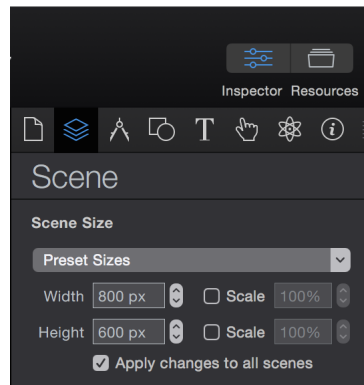 Inspector Resources
T i
Scene
Scene Size
Preset Sizes
Width 800 px Scale 100%
Height 600 px Scale 100%
Apply changes to all scenes